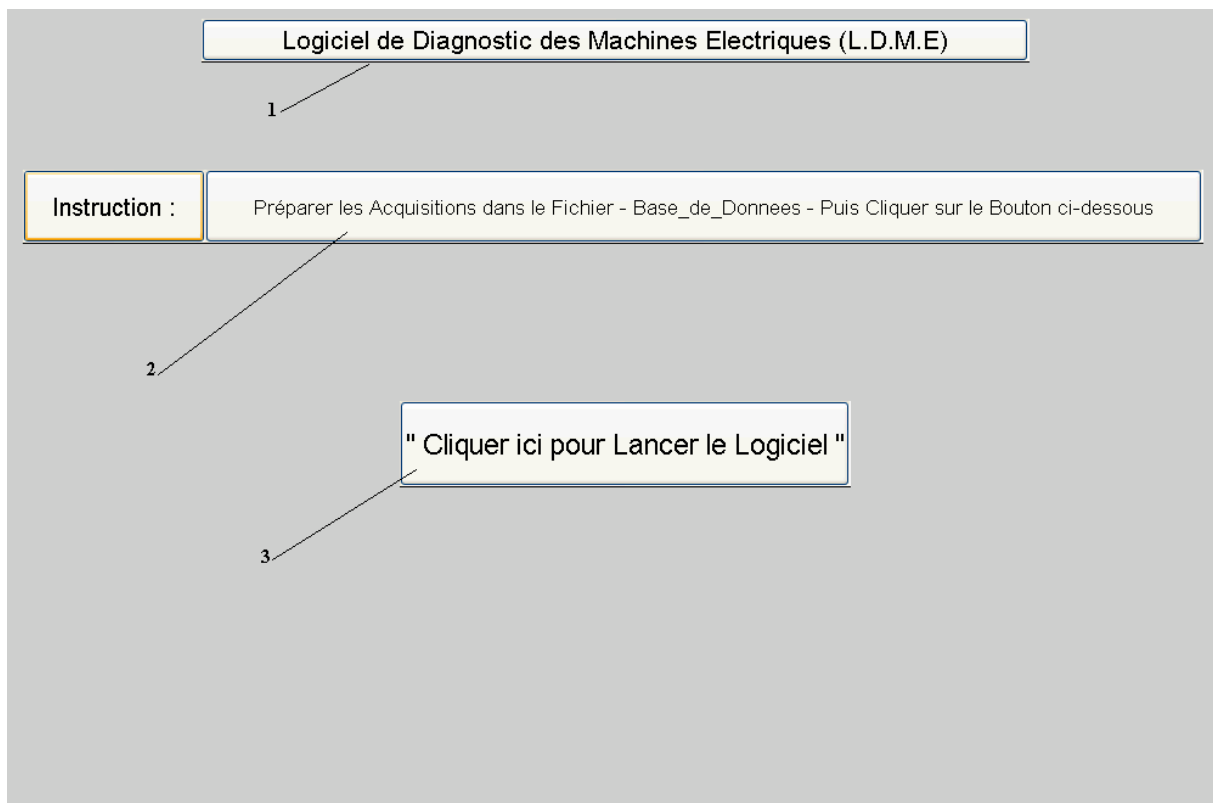 Logiciel de Diagnostic des Machines Electriques (L.D.M.E)
1
Instruction : Préparer les Acquisitions dans le Fichier - Base_de_Donnees - Puis Cliquer sur le Bouton ci-dessous
2
" Cliquer ici pour Lancer le Logiciel "
3